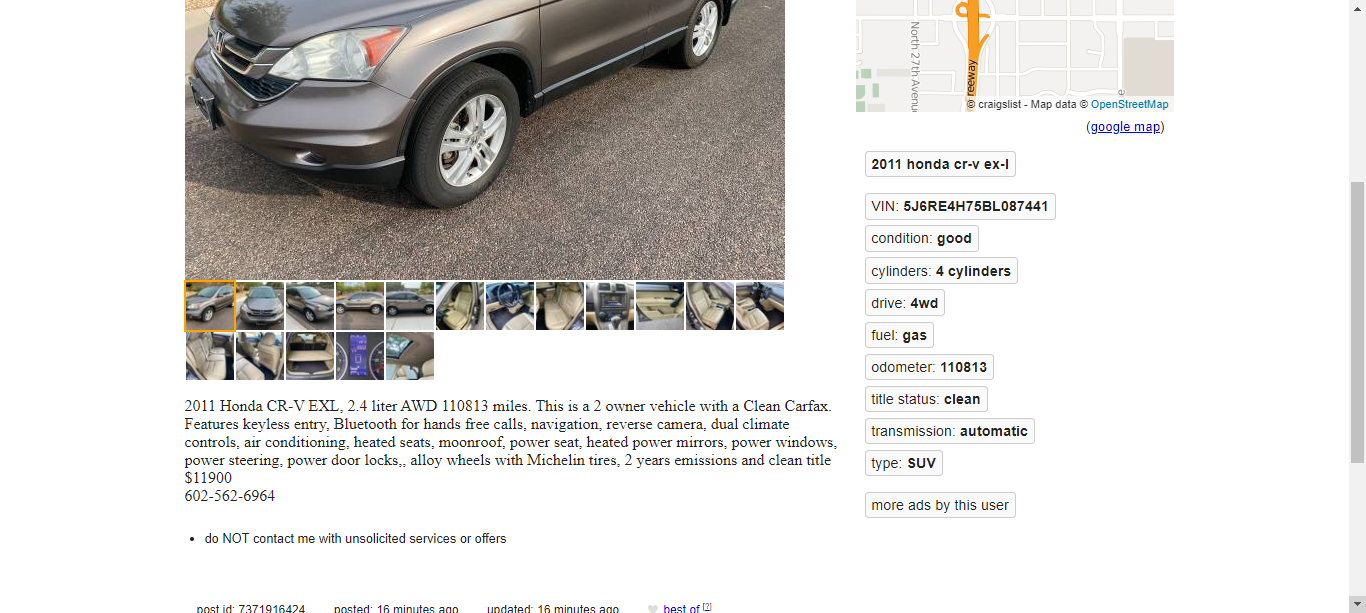 North 27th Avenu
reeway
e
© craigslist - Map data © OpenStreetMap
(google map)
2011 honda cr-v ex-l
VIN: 5J6RE4H75BL087441
condition: good
cylinders: 4 cylinders
drive: 4wd
fuel: gas
odometer: 110813
title status: clean
transmission: automatic
type: SUV
more ads by this user
2011 Honda CR-V EXL, 2.4 liter AWD 110813 miles. This is a 2 owner vehicle with a Clean Carfax.
Features keyless entry, Bluetooth for hands free calls, navigation, reverse camera, dual climate
controls, air conditioning, heated seats, moonroof, power seat, heated power mirrors, power windows,
power steering, power door locks,, alloy wheels with Michelin tires, 2 years emissions and clean title
$11900
602-562-6964
• do NOT contact me with unsolicited services or offers
post id: 7371916424 posted: 16 minutes ago updated: 16 minutes ago best of [?]